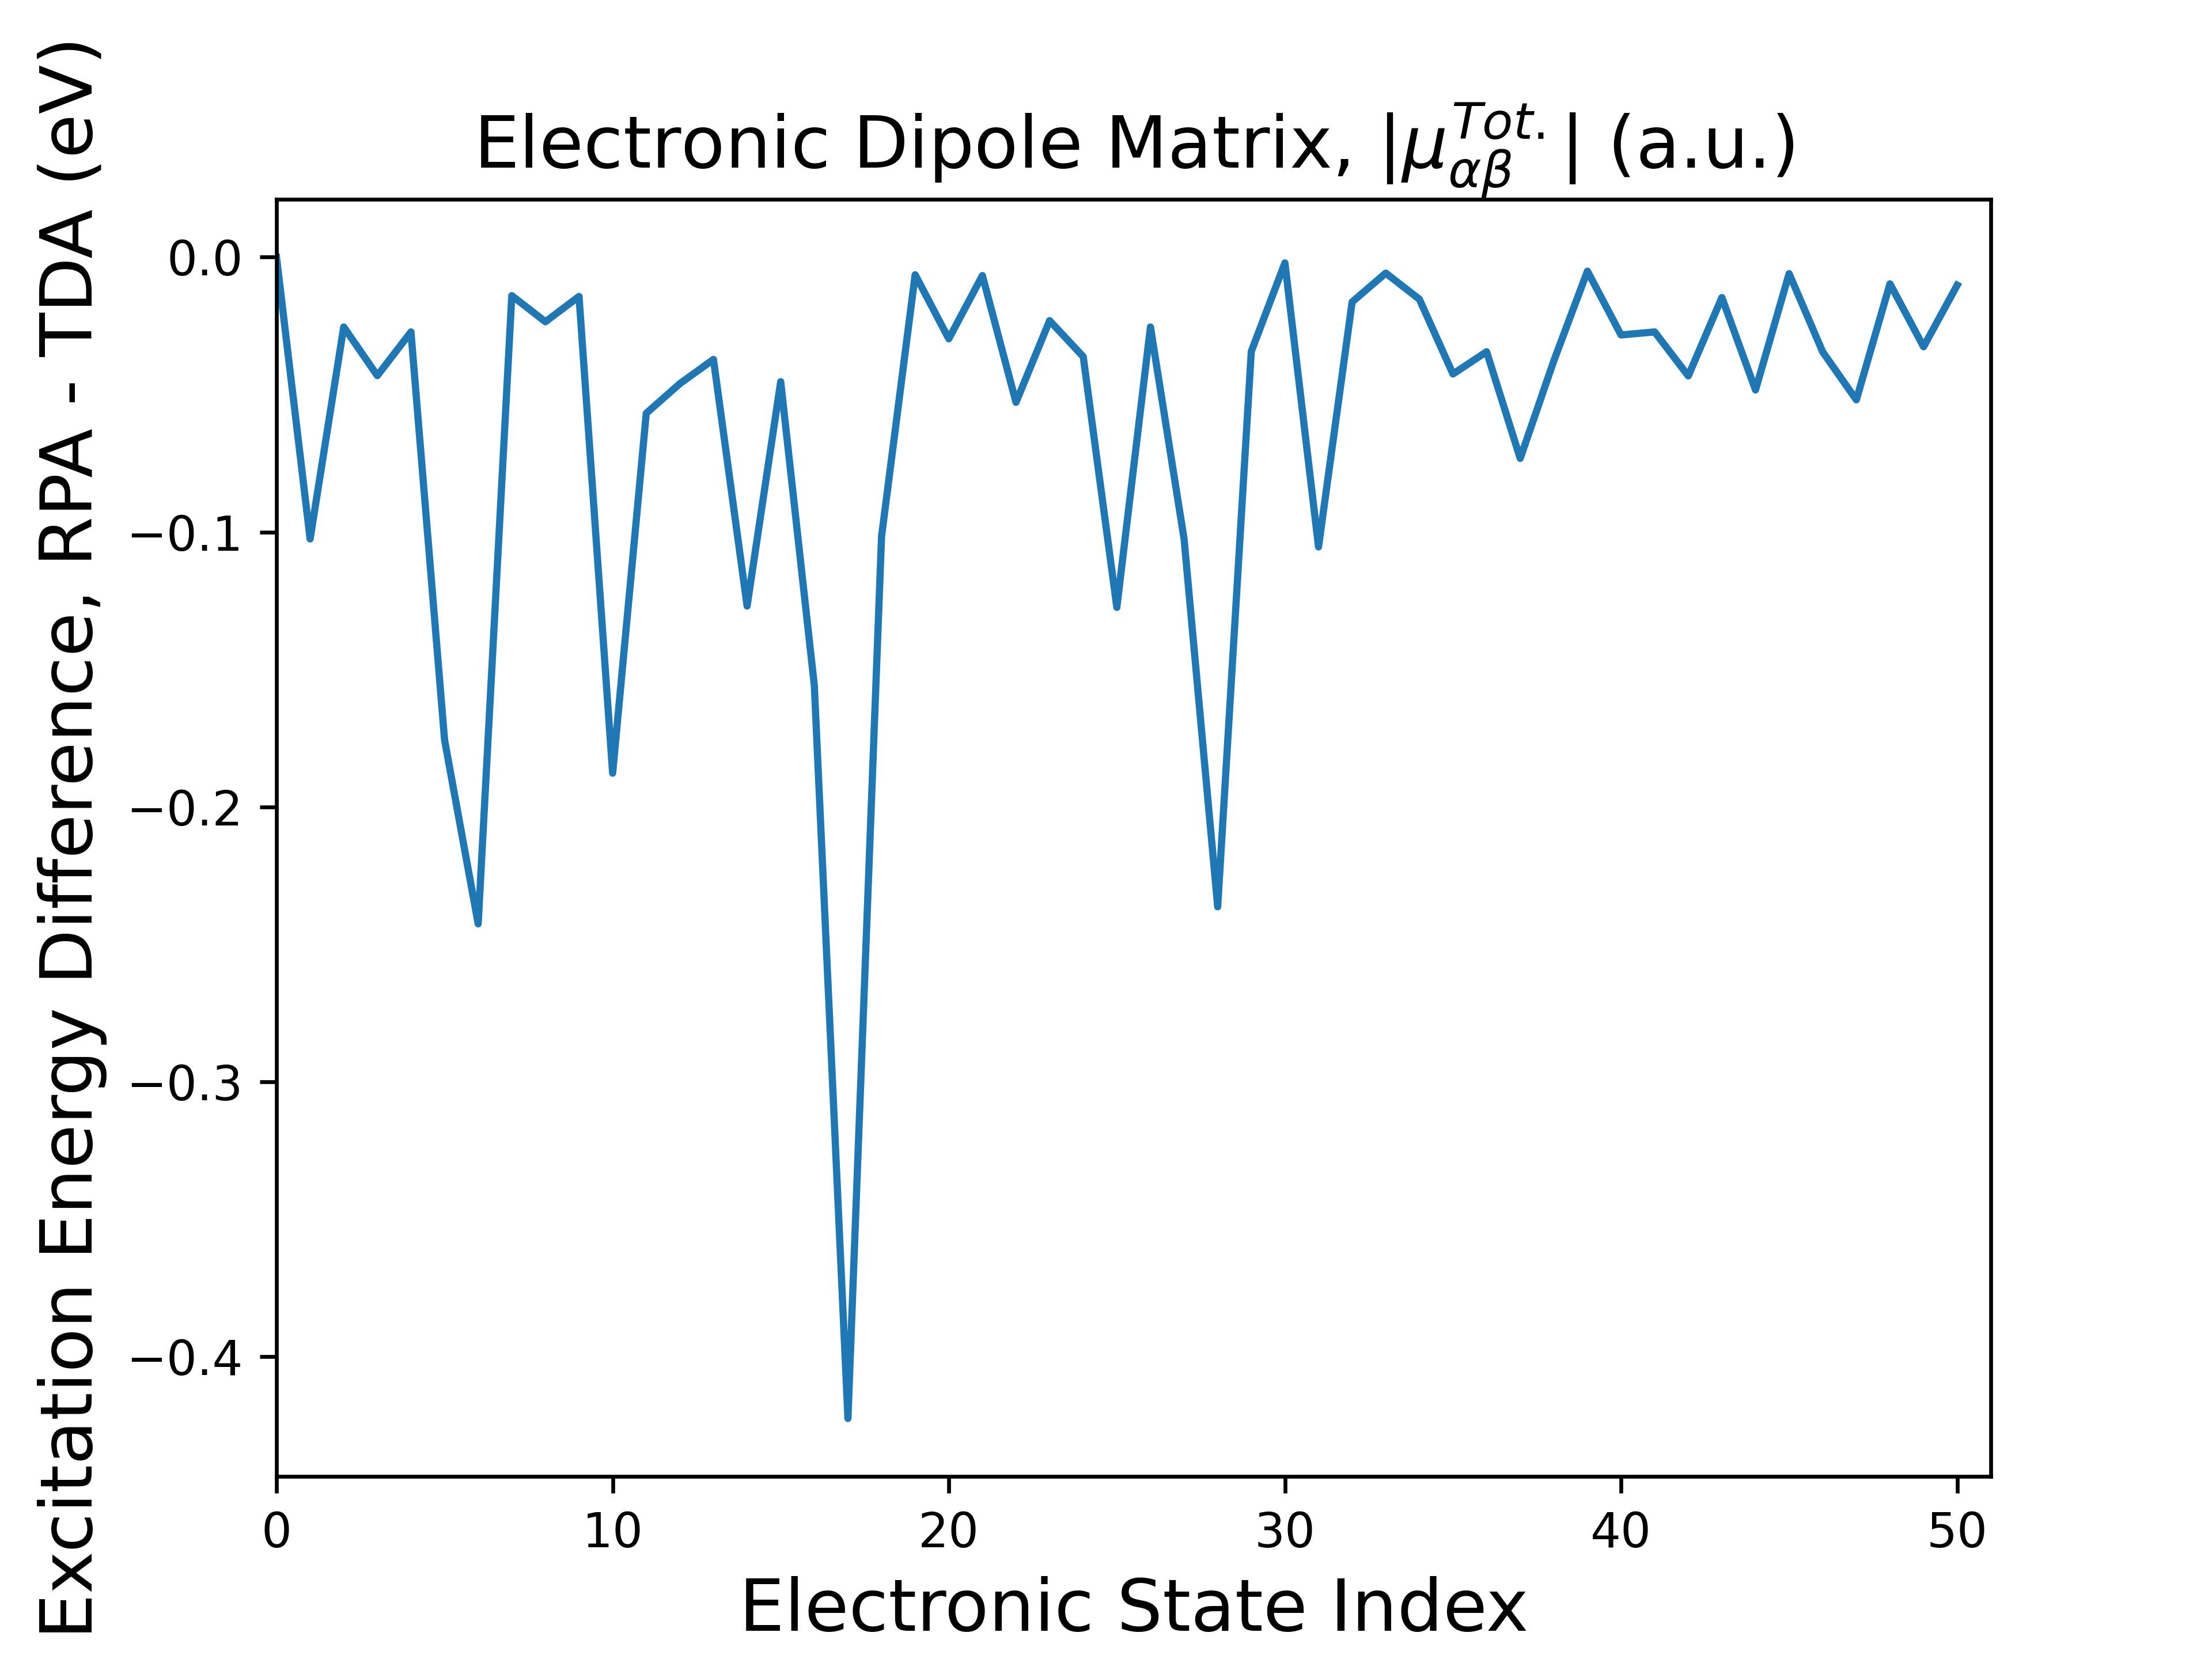 Electronic Dipole Matrix, |μ_{αβ}^{Tot.}| (a.u.)
Excitation Energy Difference, RPA - TDA (eV)
0.0
−0.1
−0.2
−0.3
−0.4
0 10 20 30 40 50
Electronic State Index